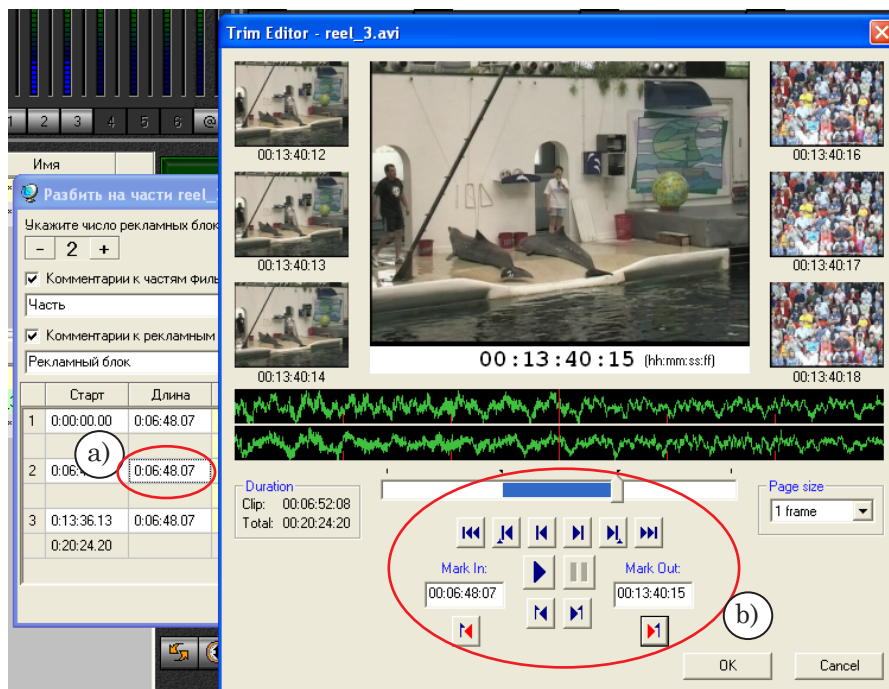 Trim Editor - reel_3.avi
1 2 3 4 5 6 @
Имя
00:13:40:12
00:13:40:16
Разбить на части reel_
Укажите число рекламных блок
- 2 +
Комментарии к частям филь
Часть
Комментарии к рекламным
Рекламный блок
00:13:40:13
00:13:40:17
00:13:40:14
00:13:40:15 (hh:mm:ss:ff)
00:13:40:18
Старт Длина
1 0:00:00.00 0:06:48.07
a)
2 0:06: 0:06:48.07
3 0:13:36.13 0:06:48.07
0:20:24.20
Duration
Clip: 00:06:52:08
Total: 00:20:24:20
Page size
1 frame
Mark In:
00:06:48:07
Mark Out:
00:13:40:15
b)
OK Cancel